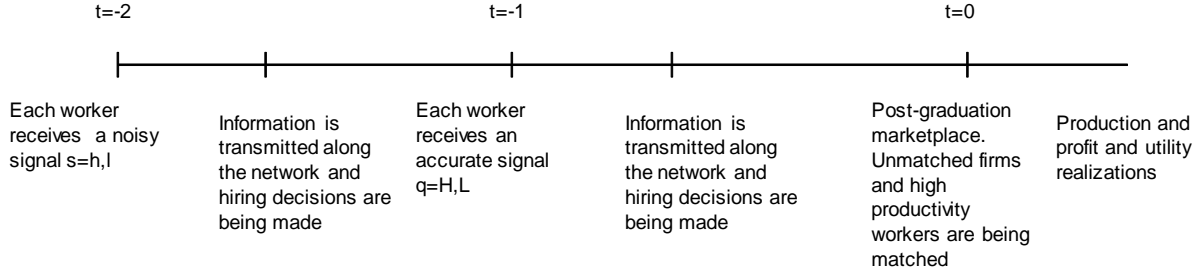 t=-2
t=-1
t=0
Each worker
receives a noisy
signal s=h,l
Information is
transmitted along
the network and
hiring decisions are
being made
Each worker
receives an
accurate signal
q=H,L
Information is
transmitted along
the network and
hiring decisions are
being made
Post-graduation
marketplace.
Unmatched firms
and high
productivity
workers are being
matched
Production and
profit and utility
realizations